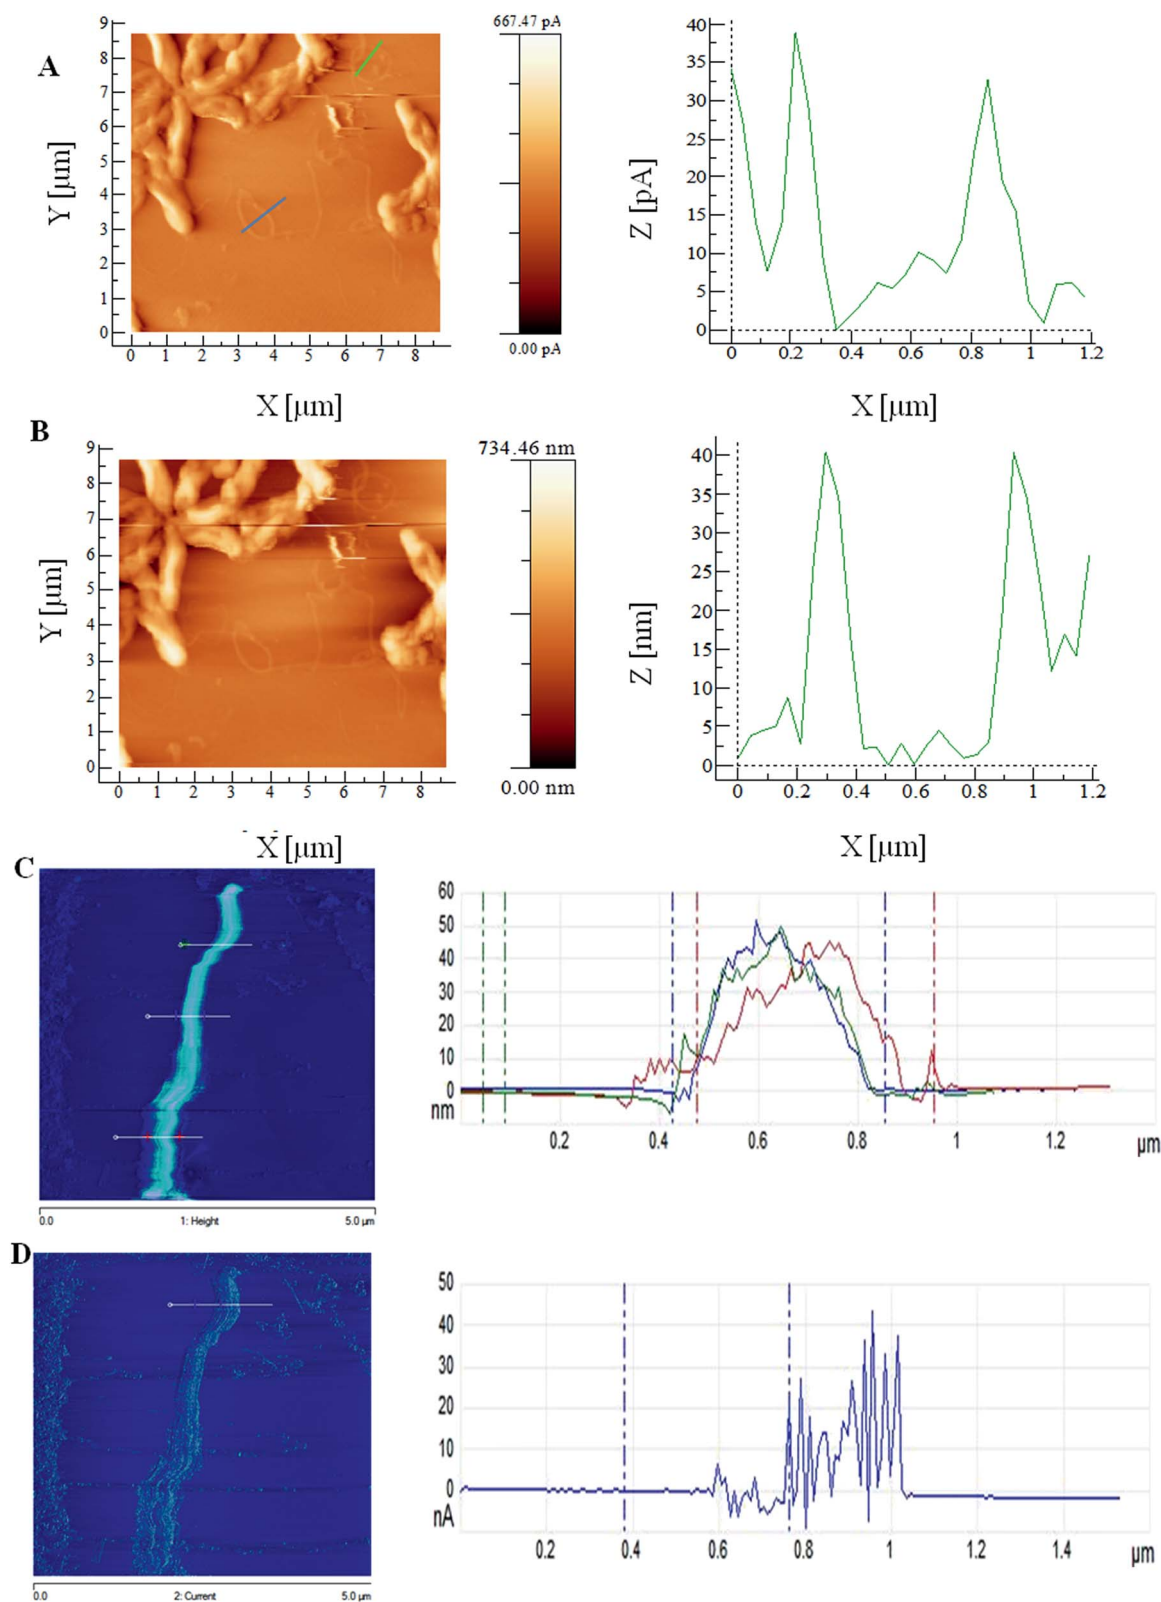 A
Y [µm]
9
8
7
6
5
4
3
2
1
0
0 1 2 3 4 5 6 7 8
X [µm]
667.47 pA
0.00 pA
Z [pA]
40
35
30
25
20
15
10
5
0
0 0.2 0.4 0.6 0.8 1 1.2
X [µm]
B
Y [µm]
9
8
7
6
5
4
3
2
1
0
0 1 2 3 4 5 6 7 8
X [µm]
734.46 nm
0.00 nm
Z [nm]
40
35
30
25
20
15
10
5
0
0 0.2 0.4 0.6 0.8 1 1.2
X [µm]
C
0.0 1: Height 5.0 µm
60
50
40
30
20
10
0
nm
0.2 0.4 0.6 0.8 1 1.2 µm
D
0.0 2: Current 5.0 µm
50
40
30
20
10
0
nA
0.2 0.4 0.6 0.8 1 1.2 1.4 µm